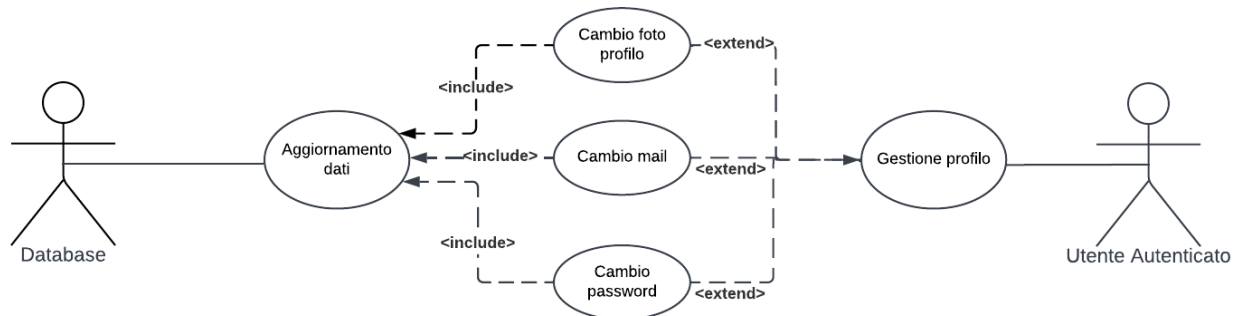 Cambio foto
profilo
<extend>
<include>
Aggiornamento
dati
<include>
Cambio mail
<extend>
Gestione profilo
<include>
Database
Utente Autenticato
Cambio
password
<extend>